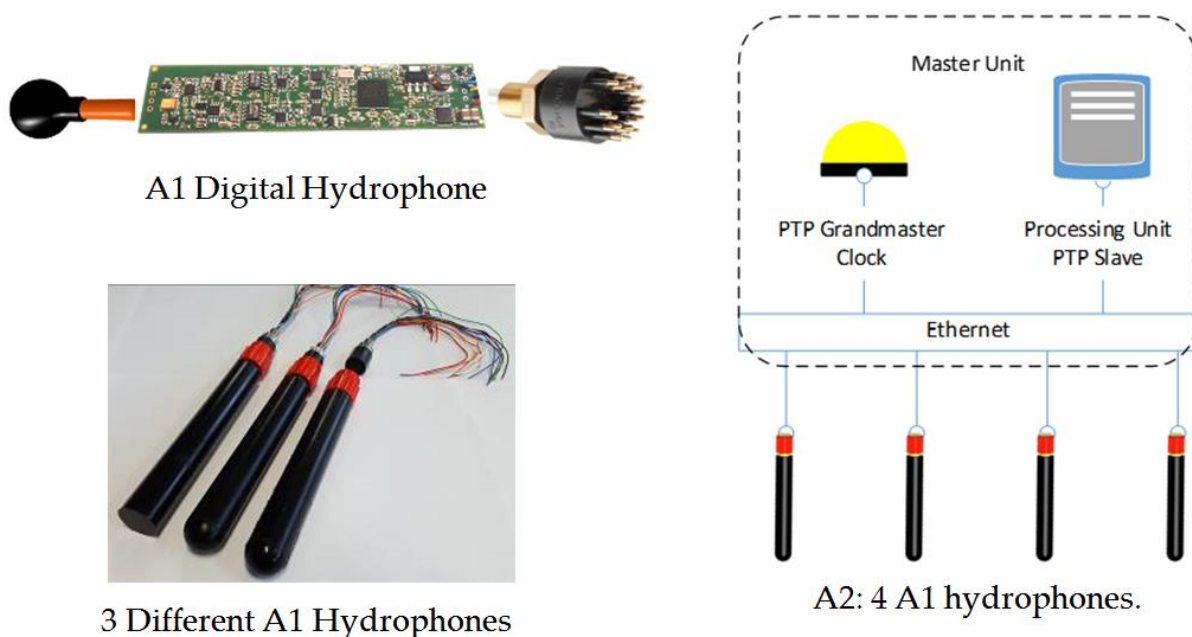 A1 Digital Hydrophone
3 Different A1 Hydrophones
Master Unit
PTP Grandmaster
Clock
Processing Unit
PTP Slave
Ethernet
A2: 4 A1 hydrophones.